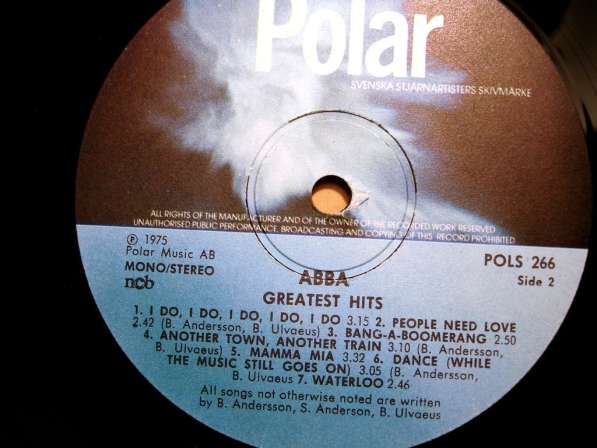 Polar
SVENSKA STJÄRNARTISTERS SKIVMÄRKE
ALL RIGHTS OF THE MANUFACTURER AND OF THE OWNER OF THE RECORDED WORK RESERVED
UNAUTHORISED PUBLIC PERFORMANCE, BROADCASTING AND COPYING OF THIS RECORD PROHIBITED
Ⓟ 1975
Polar Music AB
MONO/STEREO
ncb
POLS 266
Side 2
ABBA
GREATEST HITS
1. I DO, I DO, I DO, I DO, I DO 3.15 2. PEOPLE NEED LOVE
2.42 (B. Andersson, B. Ulvaeus) 3. BANG-A-BOOMERANG 2.50
4. ANOTHER TOWN, ANOTHER TRAIN 3.10 (B. Andersson,
B. Ulvaeus) 5. MAMMA MIA 3.32 6. DANCE (WHILE
THE MUSIC STILL GOES ON) 3.05 (B. Andersson,
B. Ulvaeus 7. WATERLOO 2.46
All songs not otherwise noted are written
by B. Andersson, S. Anderson, B. Ulvaeus